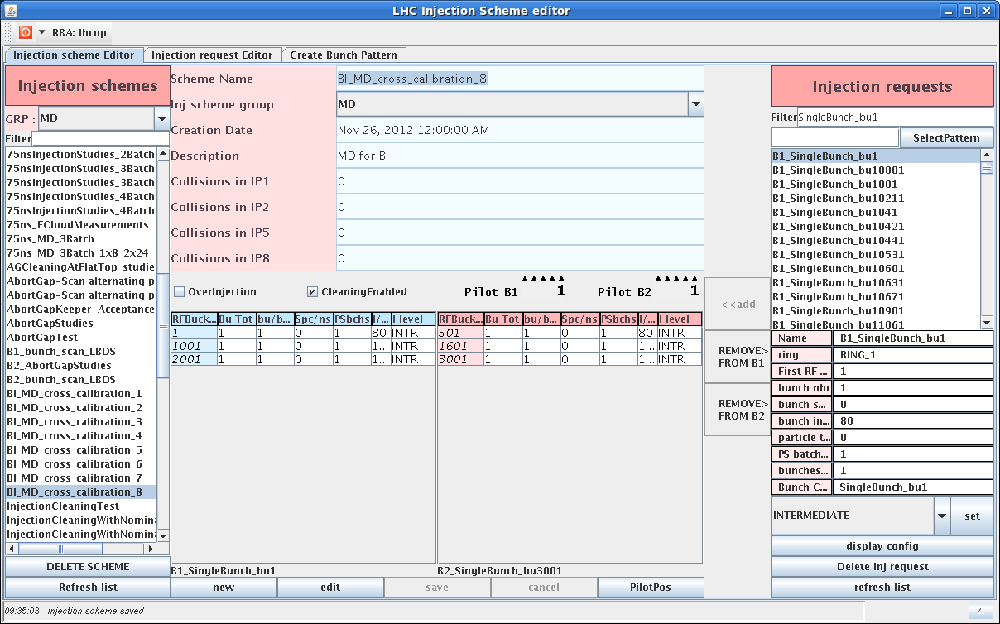 LHC Injection Scheme editor
RBA: lhcop
Injection scheme Editor
Injection request Editor
Create Bunch Pattern
Injection schemes
GRP : MD
Filter
75nsInjectionStudies_2Batch
75nsInjectionStudies_3Batch
75nsInjectionStudies_3Batch
75nsInjectionStudies_4Batch
75nsInjectionStudies_4Batch
75ns_ECloudMeasurements
75ns_MD_3Batch
75ns_MD_3Batch_1x8_2x24
AGCleaningAtFlatTop_studie
AbortGap-Scan alternating pi
AbortGap-Scan alternating pi
AbortGapKeeper-Acceptance
AbortGapStudies
AbortGapTest
B1_bunch_scan_LBDS
B2_AbortGapStudies
B2_bunch_scan_LBDS
BI_MD_cross_calibration_1
BI_MD_cross_calibration_2
BI_MD_cross_calibration_3
BI_MD_cross_calibration_4
BI_MD_cross_calibration_5
BI_MD_cross_calibration_6
BI_MD_cross_calibration_7
BI_MD_cross_calibration_8
InjectionCleaningTest
InjectionCleaningWithNomina
InjectionCleaningWithNomina
DELETE SCHEME
Refresh list
Scheme Name BI_MD_cross_calibration_8
Inj scheme group MD
Creation Date Nov 26, 2012 12:00:00 AM
Description MD for BI
Collisions in IP1 0
Collisions in IP2 0
Collisions in IP5 0
Collisions in IP8 0
OverInjection CleaningEnabled Pilot B1 1 Pilot B2 1
RFBuck... Bu Tot bu/b... Spc/ns PSbchs I/... I level
1 1 1 0 1 80 INTR
1001 1 1 0 1 1... INTR
2001 1 1 0 1 1... INTR
RFBuck... Bu Tot bu/b... Spc/ns PSbchs I/... I level
501 1 1 0 1 80 INTR
1601 1 1 0 1 1... INTR
3001 1 1 0 1 1... INTR
B1_SingleBunch_bu1 B2_SingleBunch_bu3001
new edit save cancel PilotPos
<<add
REMOVE>
FROM B1
REMOVE>
FROM B2
Injection requests
Filter SingleBunch_bu1
SelectPattern
B1_SingleBunch_bu1
B1_SingleBunch_bu10001
B1_SingleBunch_bu1001
B1_SingleBunch_bu10211
B1_SingleBunch_bu1041
B1_SingleBunch_bu10421
B1_SingleBunch_bu10441
B1_SingleBunch_bu10531
B1_SingleBunch_bu10601
B1_SingleBunch_bu10631
B1_SingleBunch_bu10671
B1_SingleBunch_bu10901
B1_SingleBunch_bu11061
Name B1_SingleBunch_bu1
ring RING_1
First RF ... 1
bunch nbr 1
bunch s... 0
bunch in... 80
particle t... 0
PS batch... 1
bunches... 1
Bunch C... SingleBunch_bu1
INTERMEDIATE set
display config
Delete inj request
refresh list
09:35:08 - Injection scheme saved